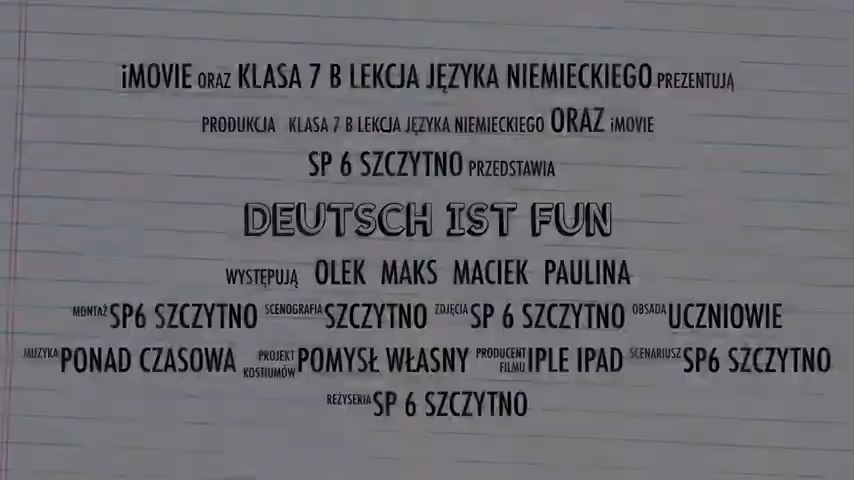 iMOVIE ORAZ KLASA 7 B LEKCJA JĘZYKA NIEMIECKIEGO PREZENTUJĄ
PRODUKCJA KLASA 7 B LEKCJA JĘZYKA NIEMIECKIEGO ORAZ iMOVIE
SP 6 SZCZYTNO PRZEDSTAWIA
DEUTSCH IST FUN
WYSTĘPUJĄ OLEK MAKS MACIEK PAULINA
MONTAŻ SP6 SZCZYTNO SCENOGRAFIA SZCZYTNO ZDJĘCIA SP 6 SZCZYTNO OBSADA UCZNIOWIE
MUZYKA PONAD CZASOWA PROJEKT KOSTIUMÓW POMYSŁ WŁASNY PRODUCENT FILMU IPLE IPAD SCENARIUSZ SP6 SZCZYTNO
REŻYSERIA SP 6 SZCZYTNO